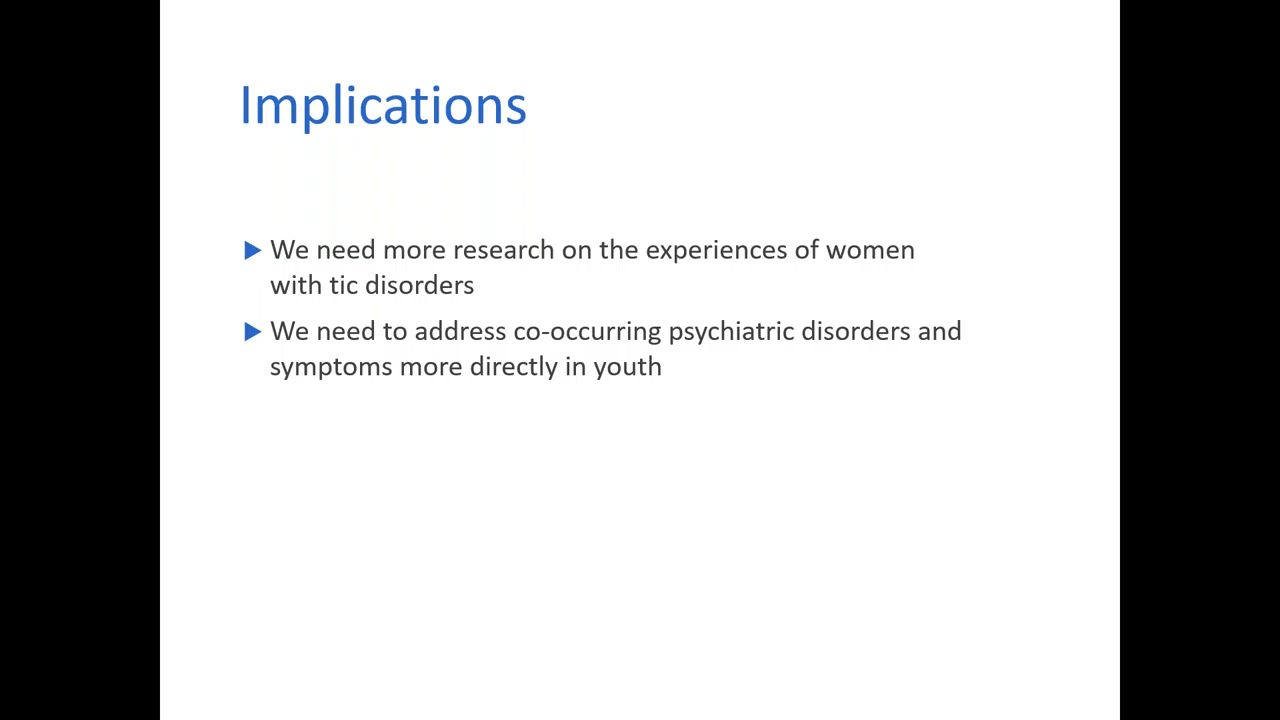 Implications
We need more research on the experiences of women
with tic disorders
We need to address co-occurring psychiatric disorders and
symptoms more directly in youth